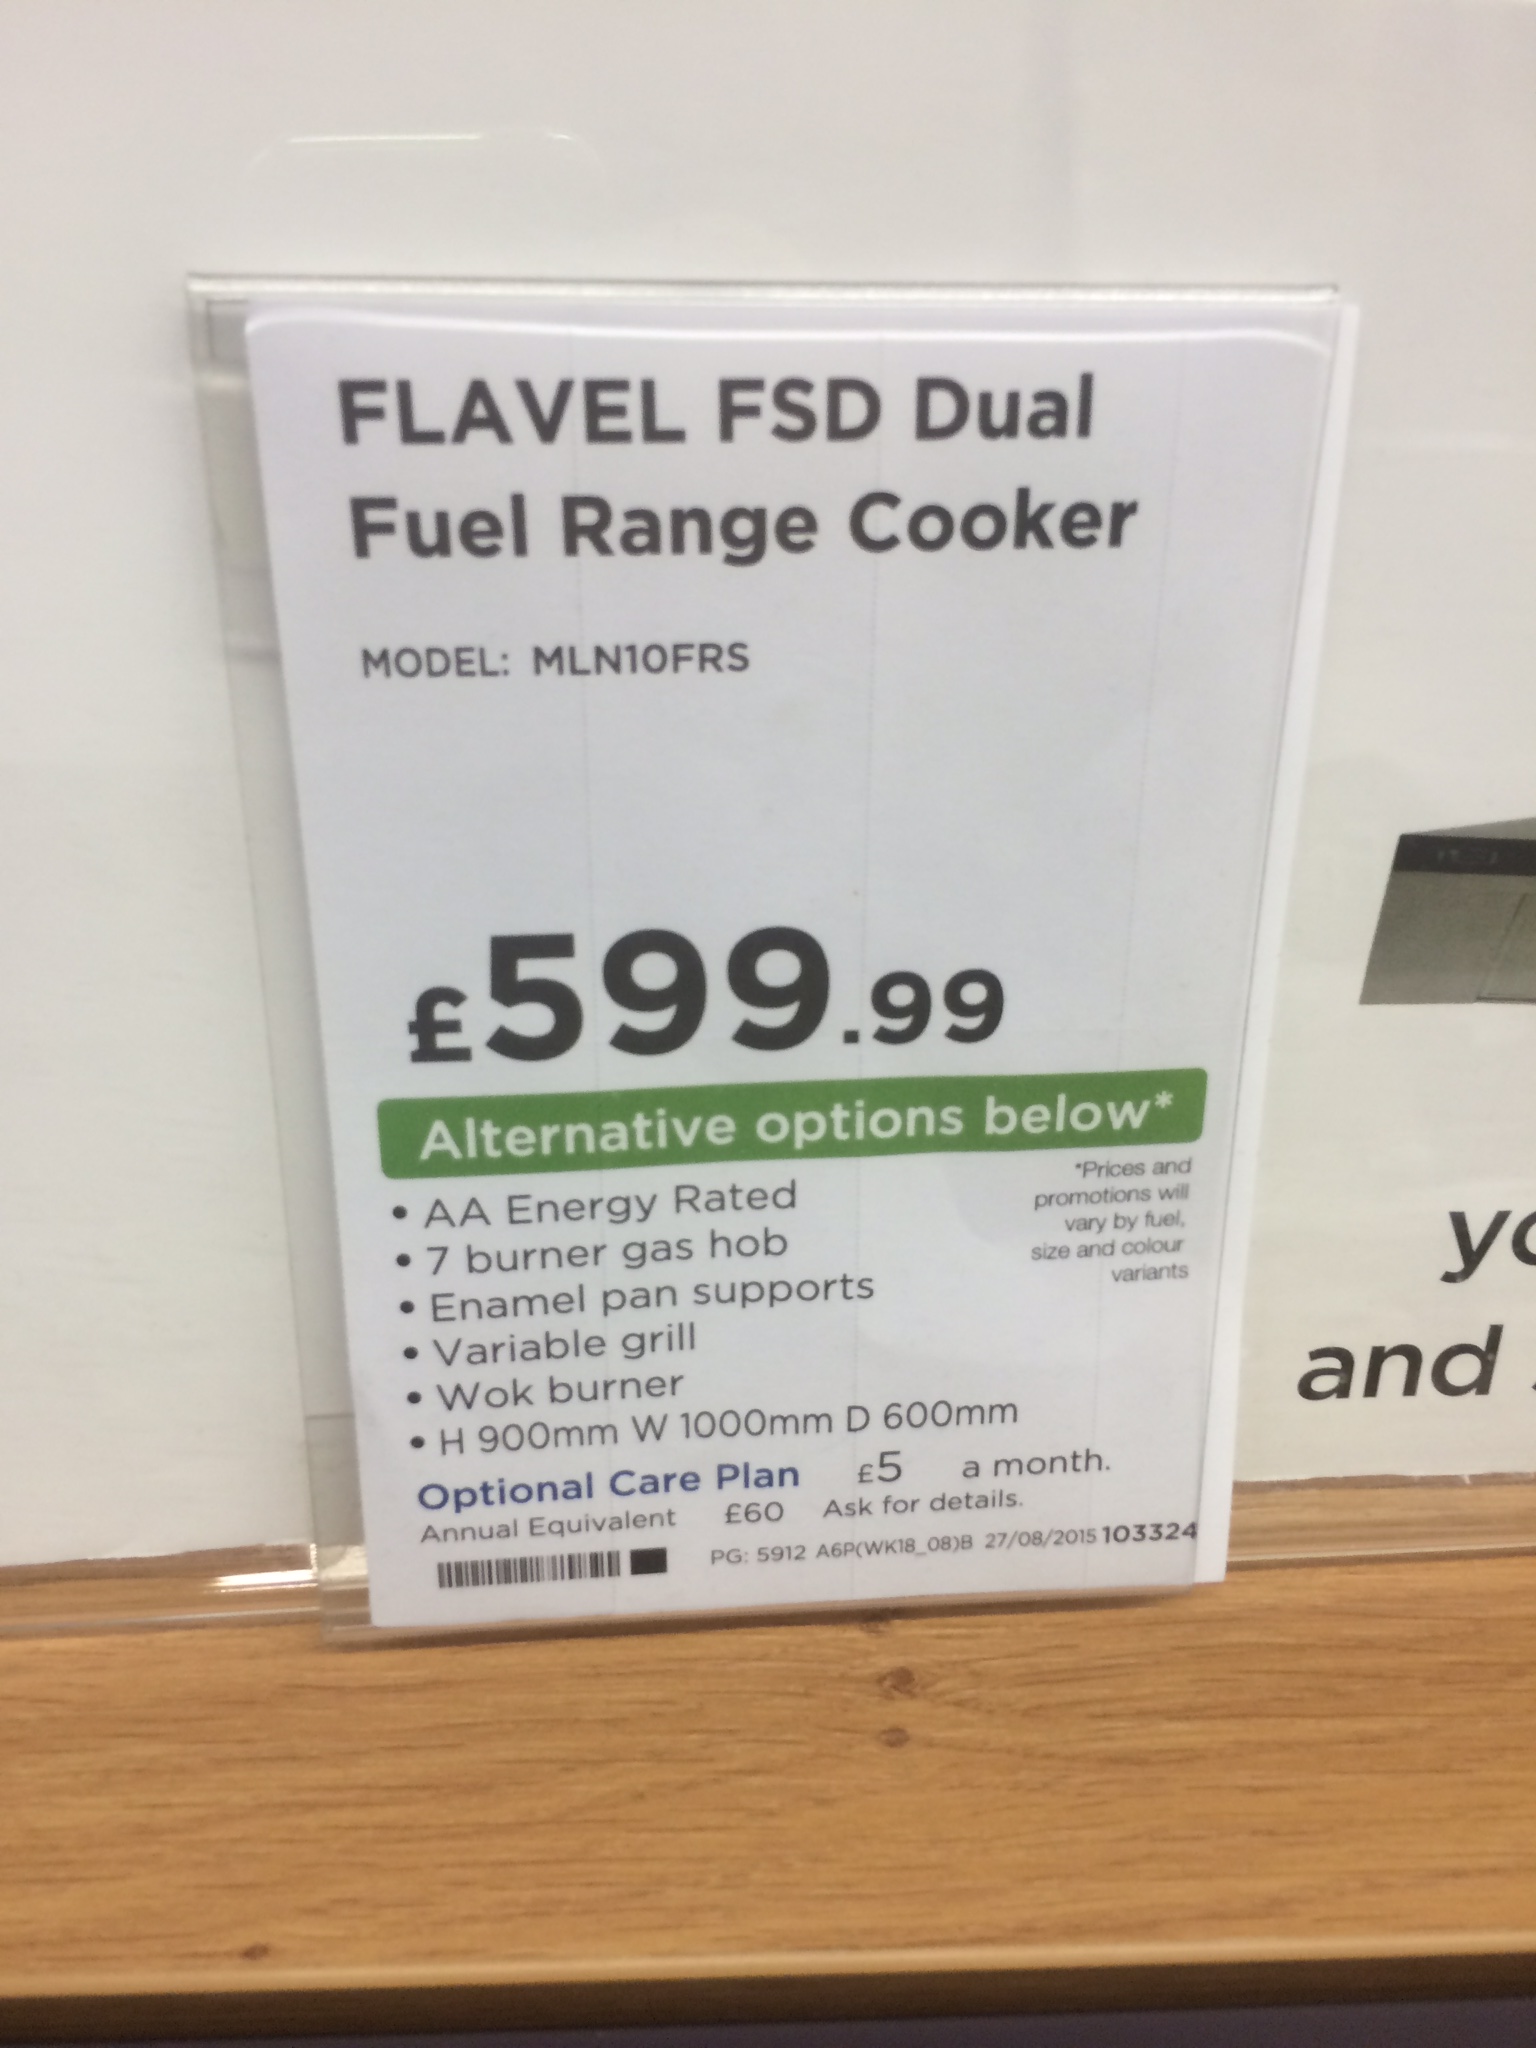 FLAVEL FSD Dual
Fuel Range Cooker
MODEL: MLN10FRS
£599.99
Alternative options below*
*Prices and
promotions will
vary by fuel,
size and colour
variants
• AA Energy Rated
• 7 burner gas hob
• Enamel pan supports
• Variable grill
• Wok burner
• H 900mm W 1000mm D 600mm
Optional Care Plan £5 a month.
Annual Equivalent £60 Ask for details.
PG: 5912 A6P(WK18_08)B 27/08/2015 103324
and